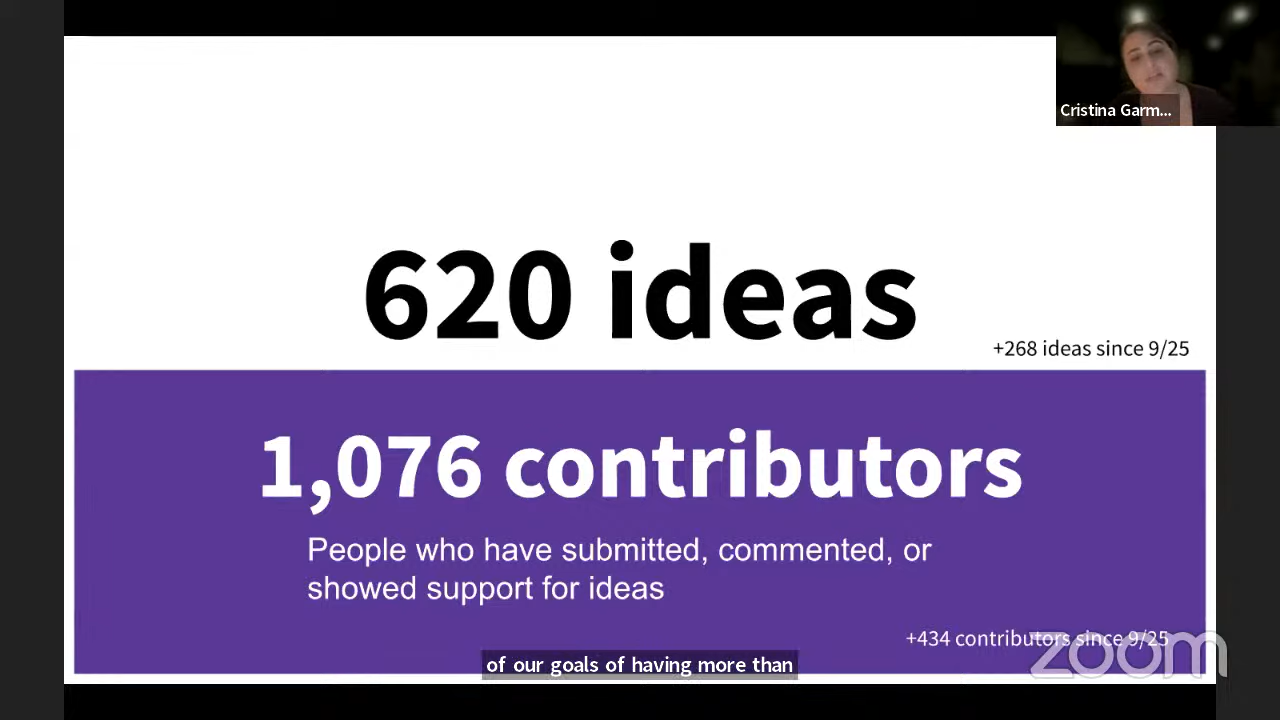 Cristina Garm...
620 ideas
+268 ideas since 9/25
1,076 contributors
People who have submitted, commented, or
showed support for ideas
+434 contributors since 9/25
of our goals of having more than
zoom